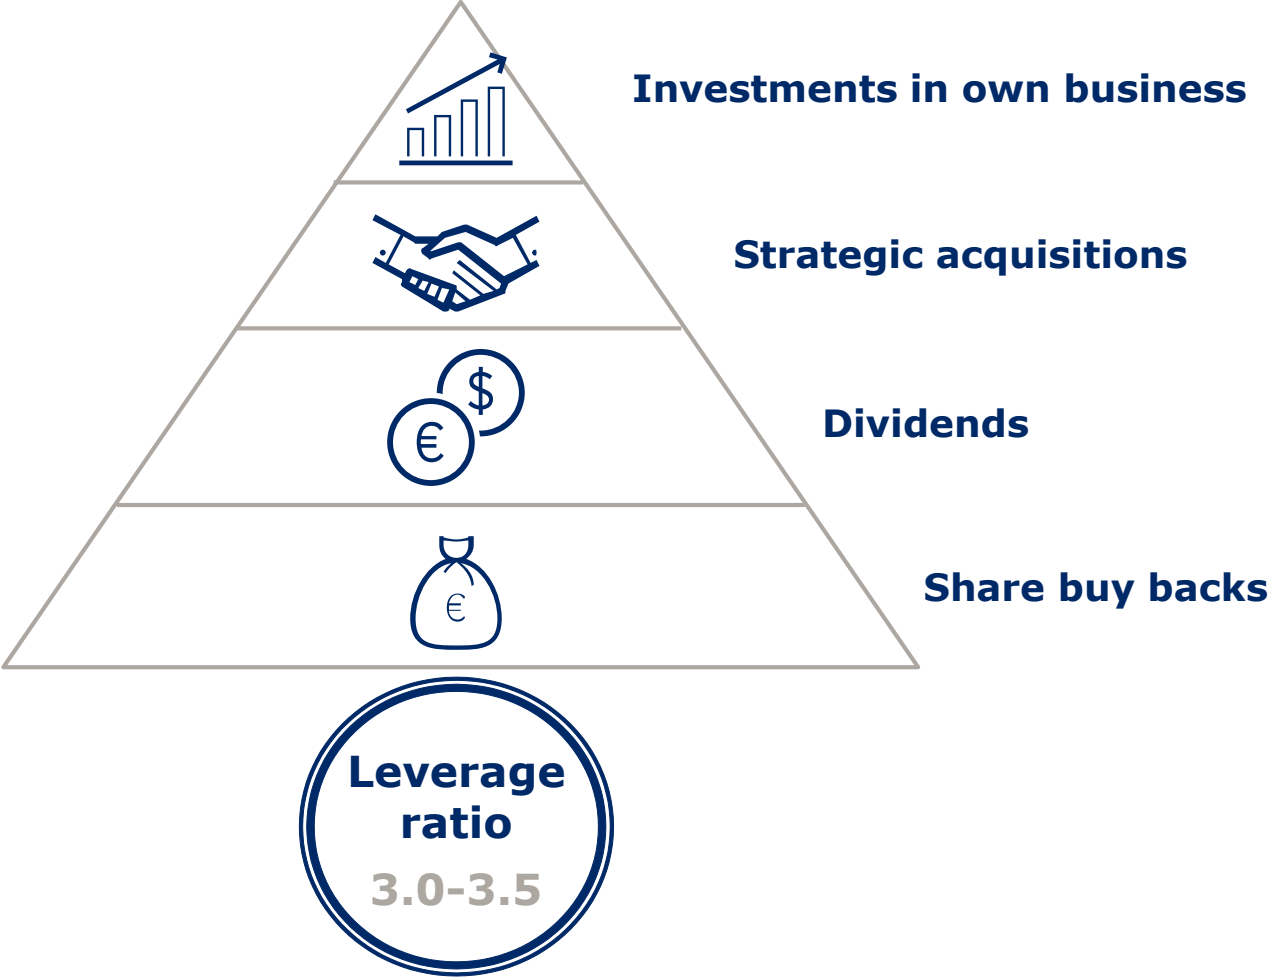 Investments in own business
Strategic acquisitions
$
€
Dividends
€
Share buy backs
Leverage
ratio
3.0-3.5